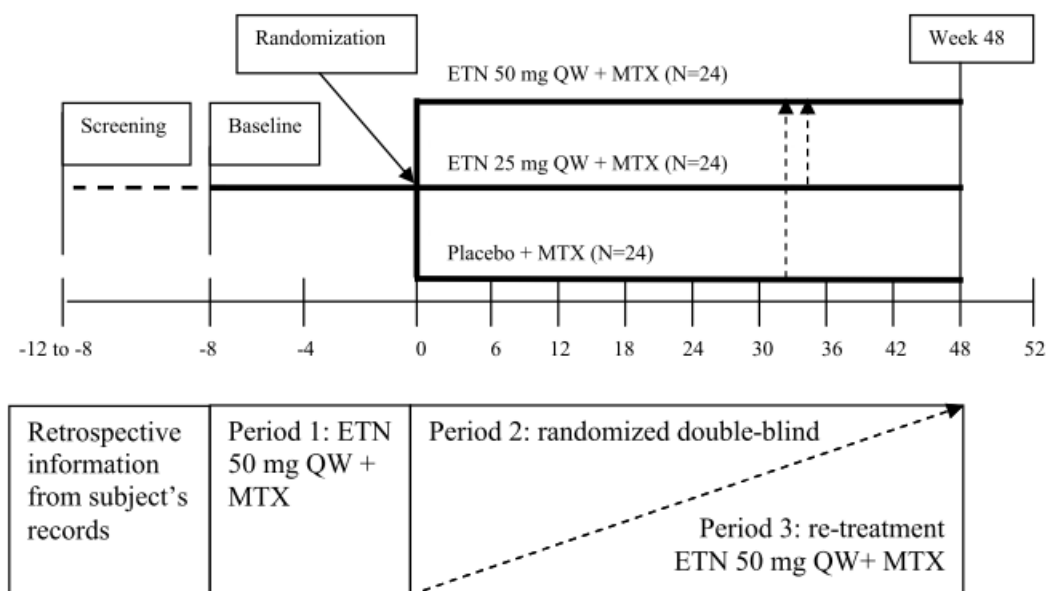 Randomization
Week 48
ETN 50 mg QW + MTX (N=24)
Screening
Baseline
ETN 25 mg QW + MTX (N=24)
Placebo + MTX (N=24)
-12 to -8
-8
-4
0
6
12
18
24
30
36
42
48
52
Retrospective
information
from subject’s
records
Period 1: ETN
50 mg QW +
MTX
Period 2: randomized double-blind
Period 3: re-treatment
ETN 50 mg QW+ MTX